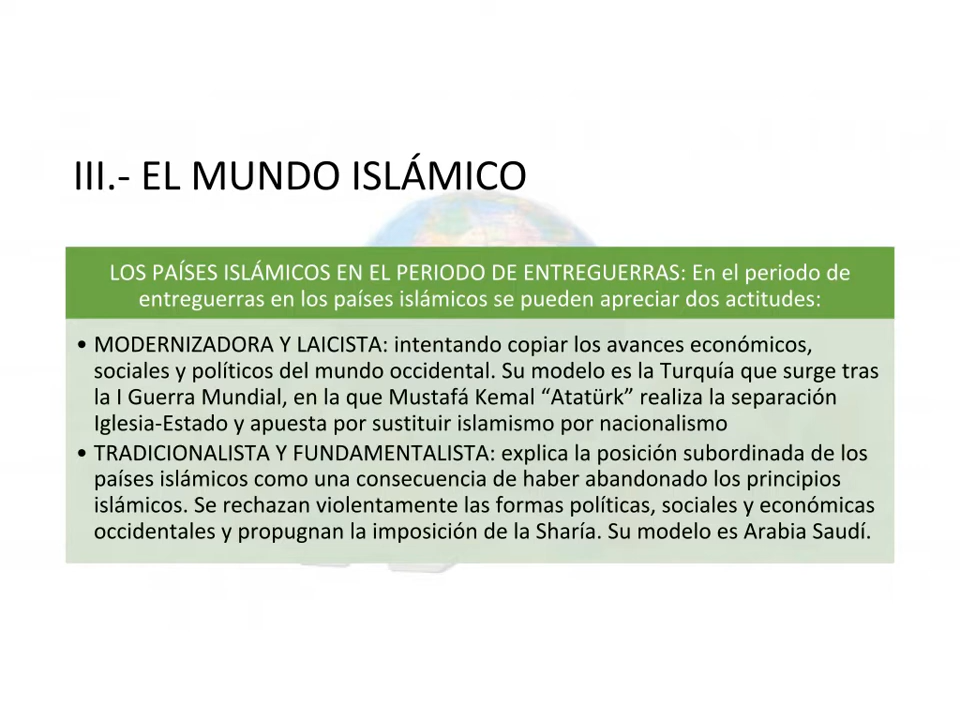 III.- EL MUNDO ISLÁMICO
LOS PAÍSES ISLÁMICOS EN EL PERIODO DE ENTREGUERRAS: En el periodo de
entreguerras en los países islámicos se pueden apreciar dos actitudes:
• MODERNIZADORA Y LAICISTA: intentando copiar los avances económicos,
sociales y políticos del mundo occidental. Su modelo es la Turquía que surge tras
la I Guerra Mundial, en la que Mustafá Kemal “Atatürk” realiza la separación
Iglesia-Estado y apuesta por sustituir islamismo por nacionalismo
• TRADICIONALISTA Y FUNDAMENTALISTA: explica la posición subordinada de los
países islámicos como una consecuencia de haber abandonado los principios
islámicos. Se rechazan violentamente las formas políticas, sociales y económicas
occidentales y propugnan la imposición de la Sharía. Su modelo es Arabia Saudí.